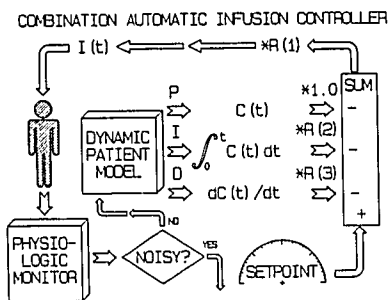 COMBINATION AUTOMATIC INFUSION CONTROLLER
I(t) *R(1)
P *1.0 SUM
C(t) -
DYNAMIC PATIENT MODEL
I *R(2)
∫₀ᵗ C(t)dt -
D *R(3)
dC(t)/dt -
NO
+
PHYSIO-
LOGIC
MONITOR
NOISY?
YES
SETPOINT